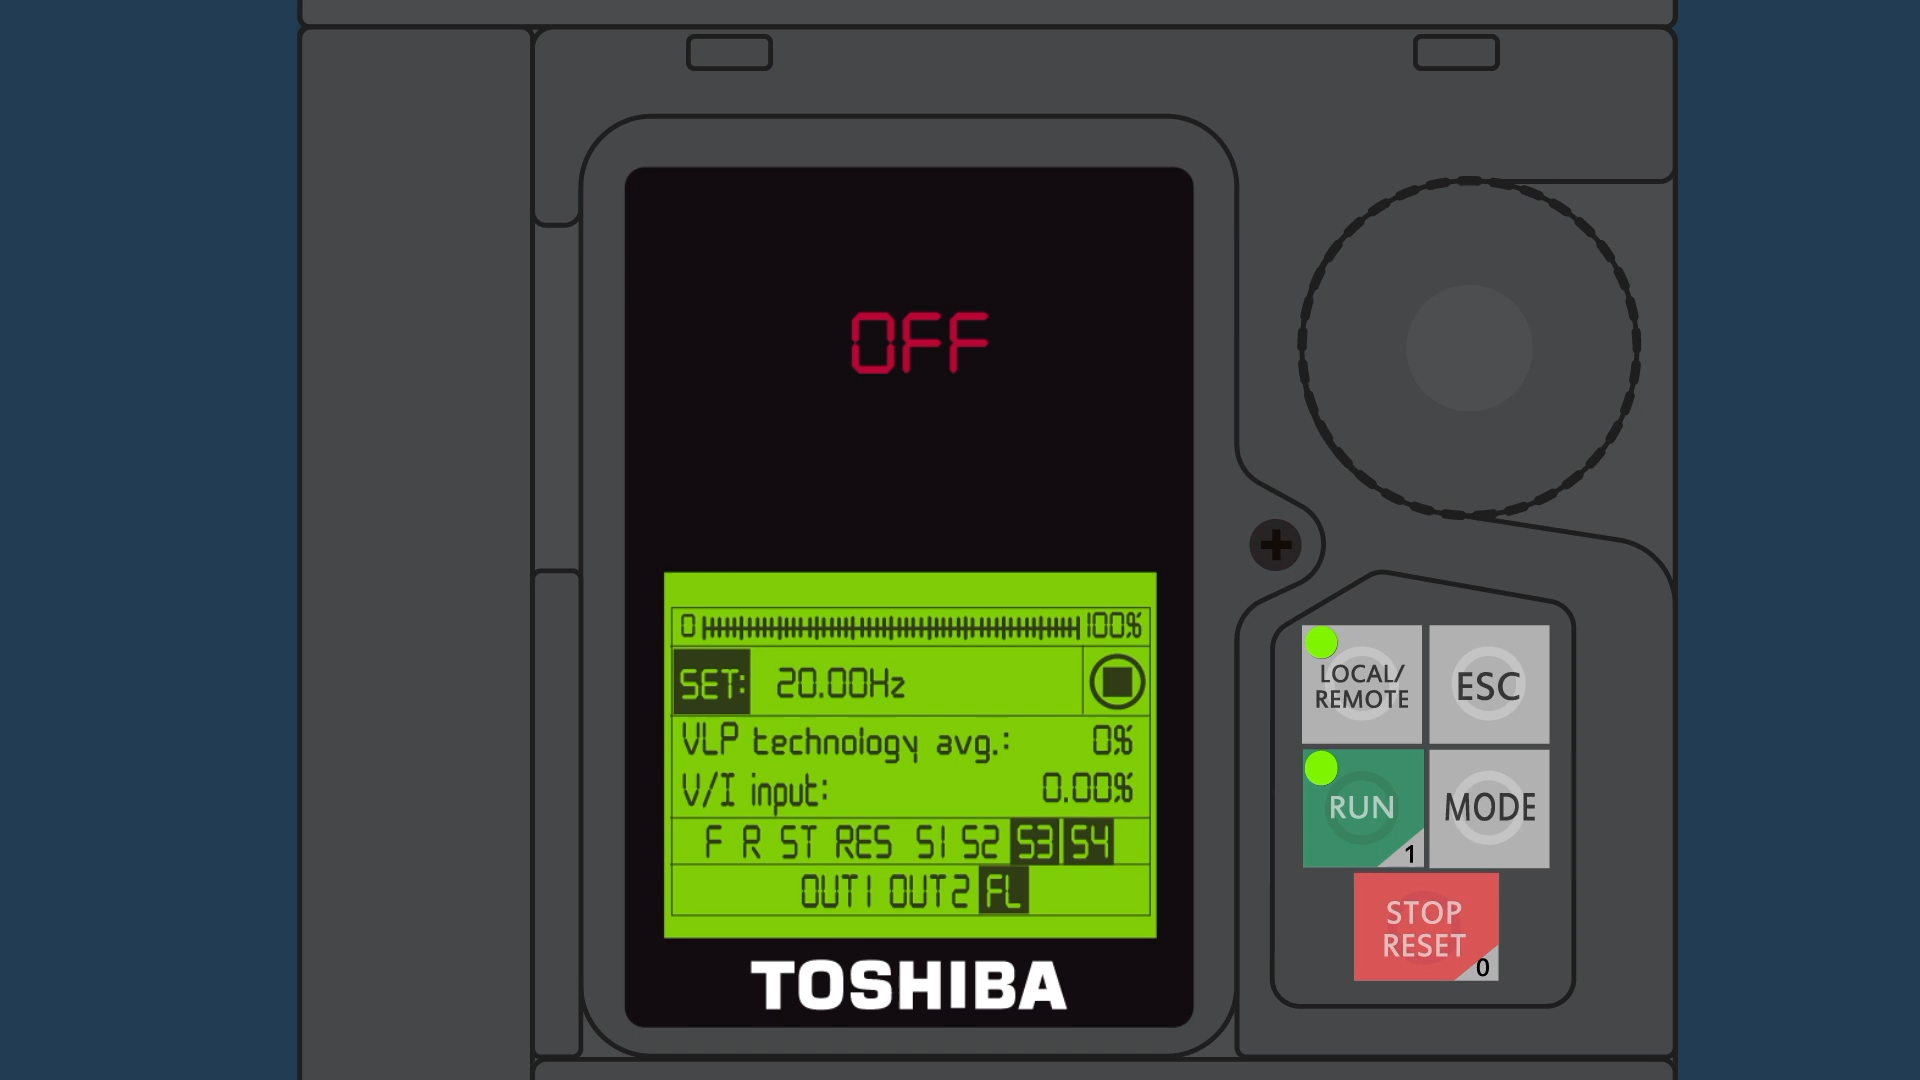 OFF
0 100%
SET: 20.00Hz
VLP technology avg.: 0%
V/I input: 0.00%
F R ST RES S1 S2 S3 S4
OUT1 OUT2 FL
TOSHIBA
LOCAL/
REMOTE
ESC
RUN
1
MODE
STOP
RESET
0